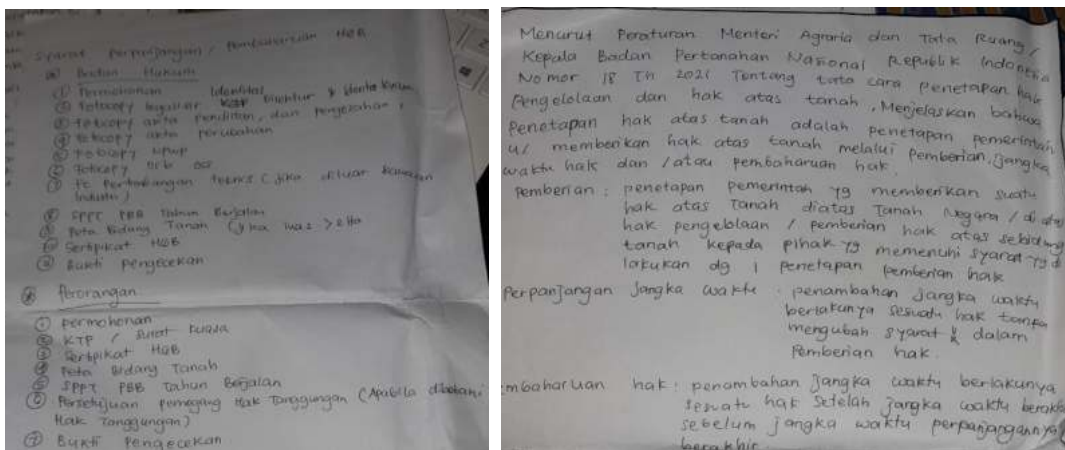 Syarat Perpanjangan / Pembaharuan HGB
Badan Hukum
① Permohonan
② Fotocopy legalisir Identitas KTP Direktur &
③ Fotocopy akta Pendirian, dan pengesahan,
④ Fotocopy akta perubahan
⑤ Fotocopy NPWP
⑥ Fotocopy OSS
⑦ Fc Pertimbangan teknis (Jika diluar kawasan
Industri)
⑧ SPPT PBB Tahun Berjalan
⑨ Peta Bidang Tanah (Jika luas > 2 Ha
⑩ Sertipikat HGB
⑪ Bukti Pengecekan
Perorangan
① permohonan
② KTP / Surat kuasa
③ Sertipikat HGB
④ Peta Bidang Tanah
⑤ SPPT PBB Tahun Berjalan
⑥ Persetujuan pemegang Hak Tanggungan (Apabila dibebani
Hak Tanggungan)
⑦ Bukti Pengecekan
Menurut Peraturan Menteri Agraria dan Tata Ruang /
Kepala Badan Pertanahan Nasional Republik Indonesia
Nomor 18 Th 2021 Tentang tata cara penetapan hak
Pengelolaan dan hak atas tanah, Menjelaskan bahwa
Penetapan hak atas tanah adalah penetapan pemerintah
u/ memberikan hak atas tanah melalui Pemberian, Jangka
waktu hak dan /atau pembaharuan hak.
Pemberian : penetapan Pemerintah yg memberikan suatu
hak atas Tanah diatas Tanah Negara / di atas
hak pengelolaan / pemberian hak atas sebidang
tanah kepada pihak yg memenuhi syarat yg di
lakukan dg 1 penetapan pemberian hak
Perpanjangan Jangka waktu : penambahan jangka waktu
berlakunya sesuatu hak tanpa
mengubah syarat & dalam
Pemberian hak.
mbaharuan hak : penambahan Jangka waktu berlakunya
sesuatu hak setelah jangka waktu
sebelum jangka waktu perpanjangannya
berakhir